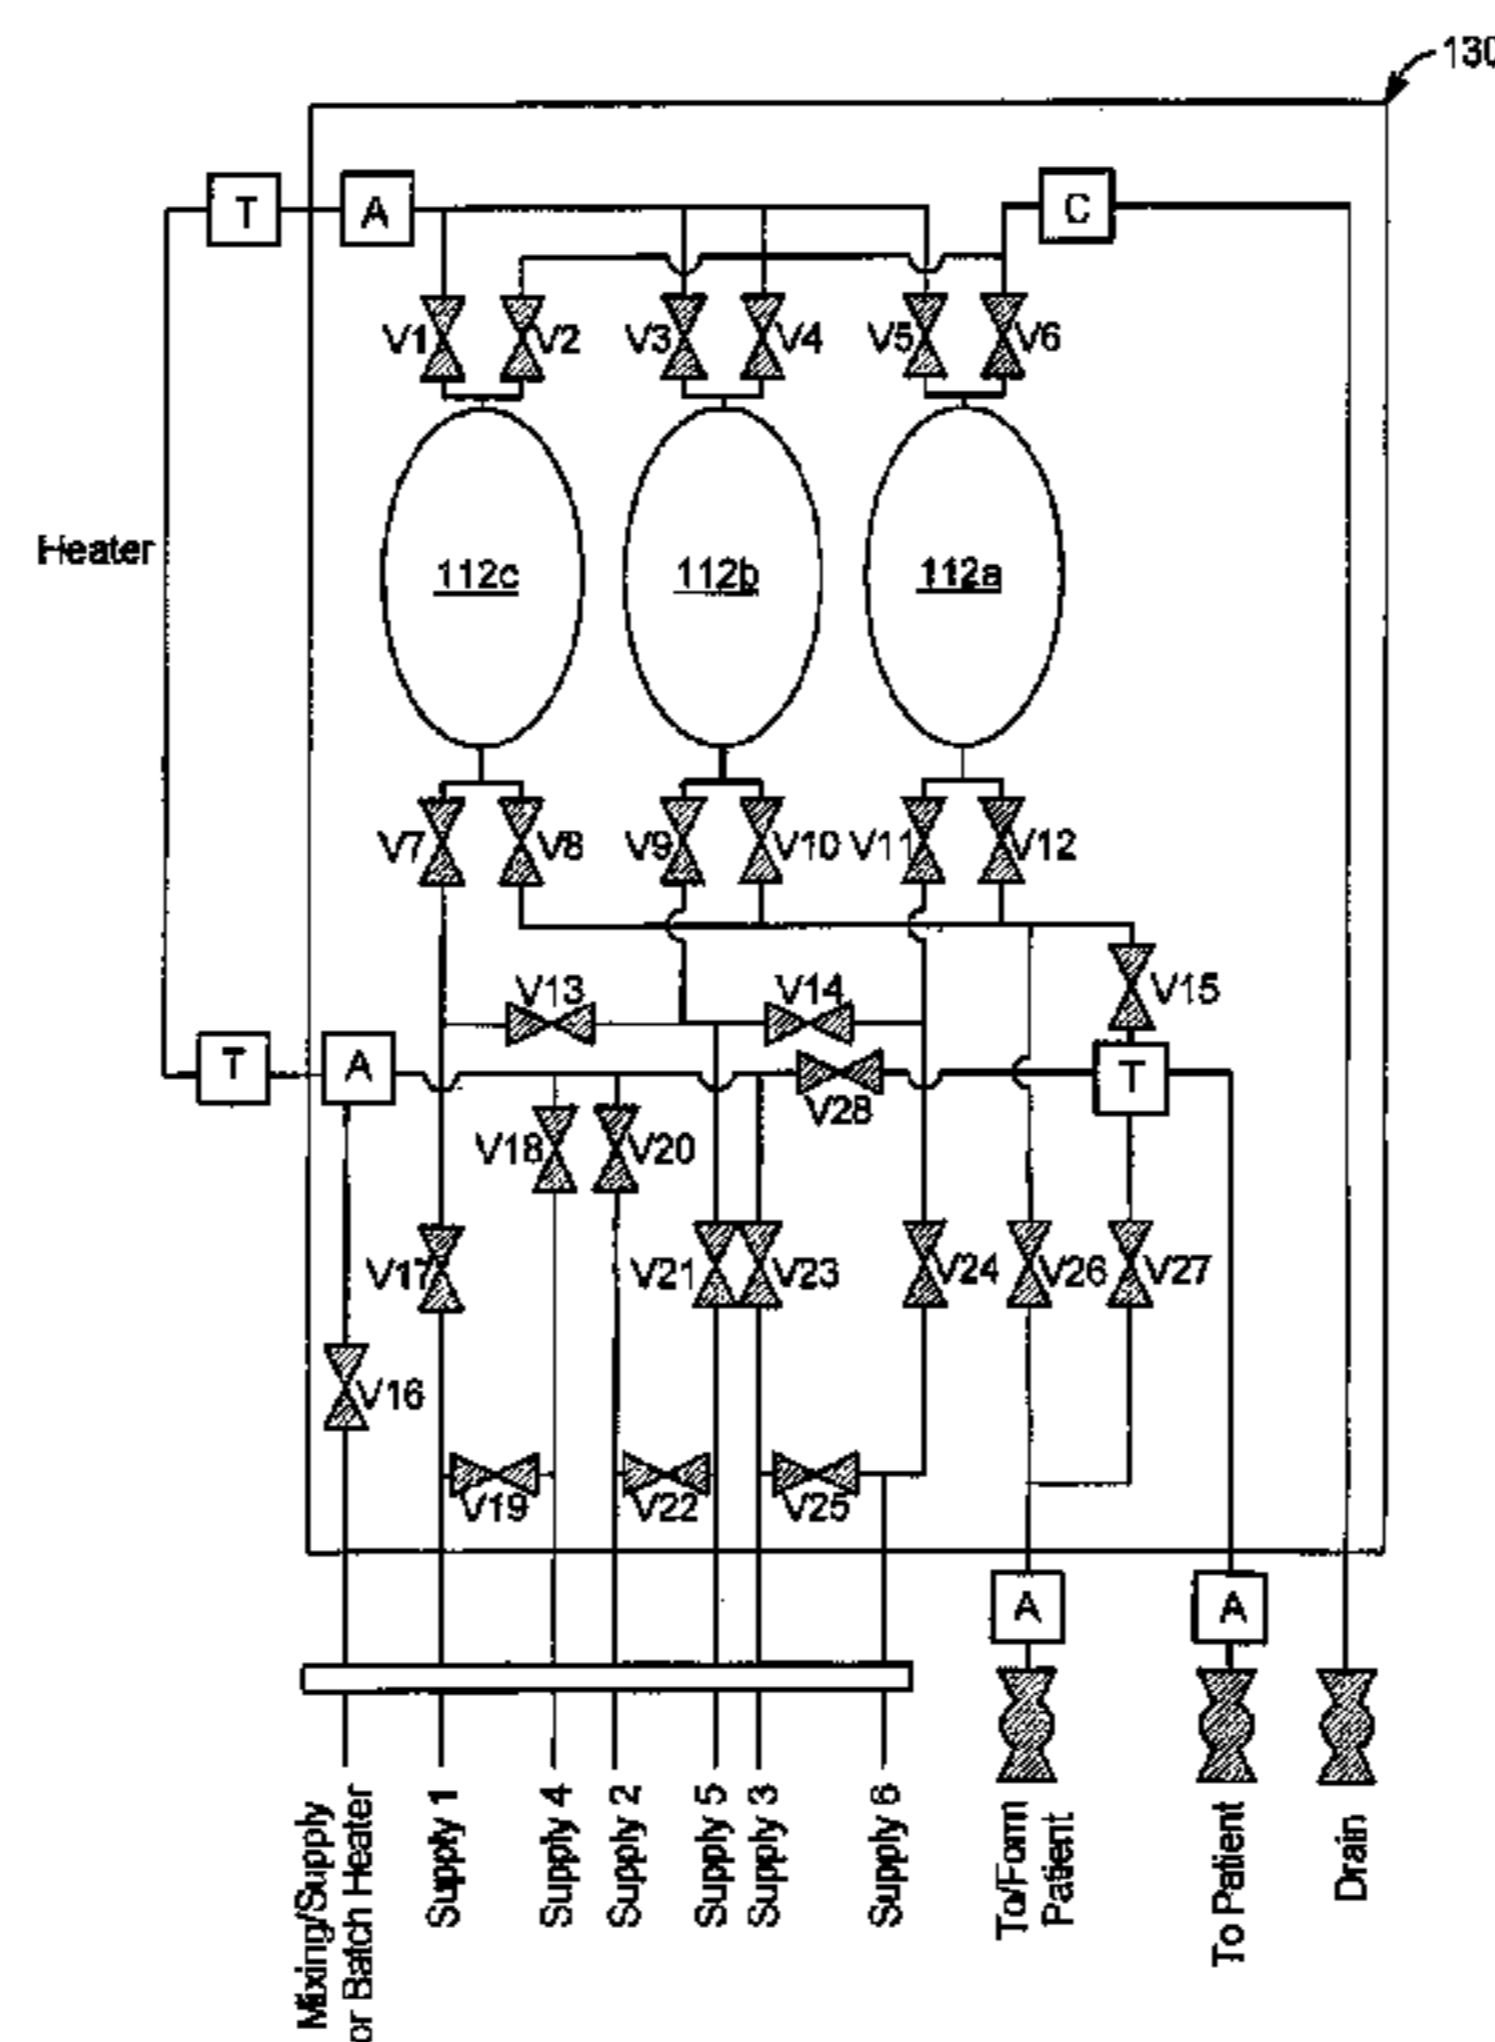 130
T
A
C
V1
V2
V3
V4
V5
V6
Heater
112c
112b
112a
V7
V8
V9
V10
V11
V12
V13
V14
V15
T
A
T
V28
V18
V20
V17
V21
V23
V24
V26
V27
V16
V19
V22
V25
A
A
Mixing/Supply
or Batch Heater
Supply 1
Supply 4
Supply 2
Supply 5
Supply 3
Supply 6
To/Form
Patient
To Patient
Drain